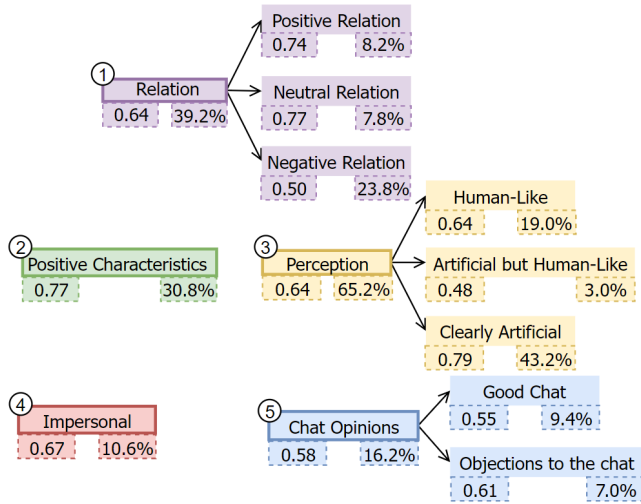 Positive Relation
0.74 8.2%
1
Relation
0.64 39.2%
Neutral Relation
0.77 7.8%
Negative Relation
0.50 23.8%
2
Positive Characteristics
0.77 30.8%
3
Perception
0.64 65.2%
Human-Like
0.64 19.0%
Artificial but Human-Like
0.48 3.0%
Clearly Artificial
0.79 43.2%
4
Impersonal
0.67 10.6%
5
Chat Opinions
0.58 16.2%
Good Chat
0.55 9.4%
Objections to the chat
0.61 7.0%